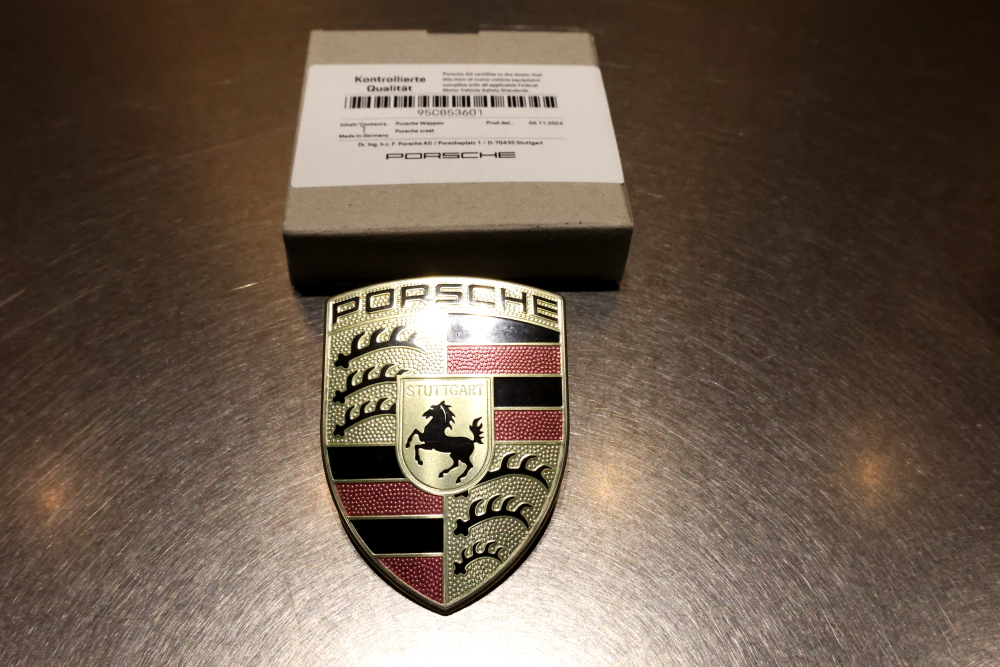 Kontrollierte
Qualität
Porsche AG certifies to the dealer that
this item of motor vehicle equipment
complies with all applicable Federal
Motor Vehicle Safety Standards
95C853601
Inhalt/Contents Porsche Wappen Prod.dat.: 06.11.2024
Porsche crest
Made in Germany
Dr. Ing. h.c. F. Porsche AG / Porscheplatz 1 / D-70435 Stuttgart
PORSCHE
PORSCHE
STUTTGART